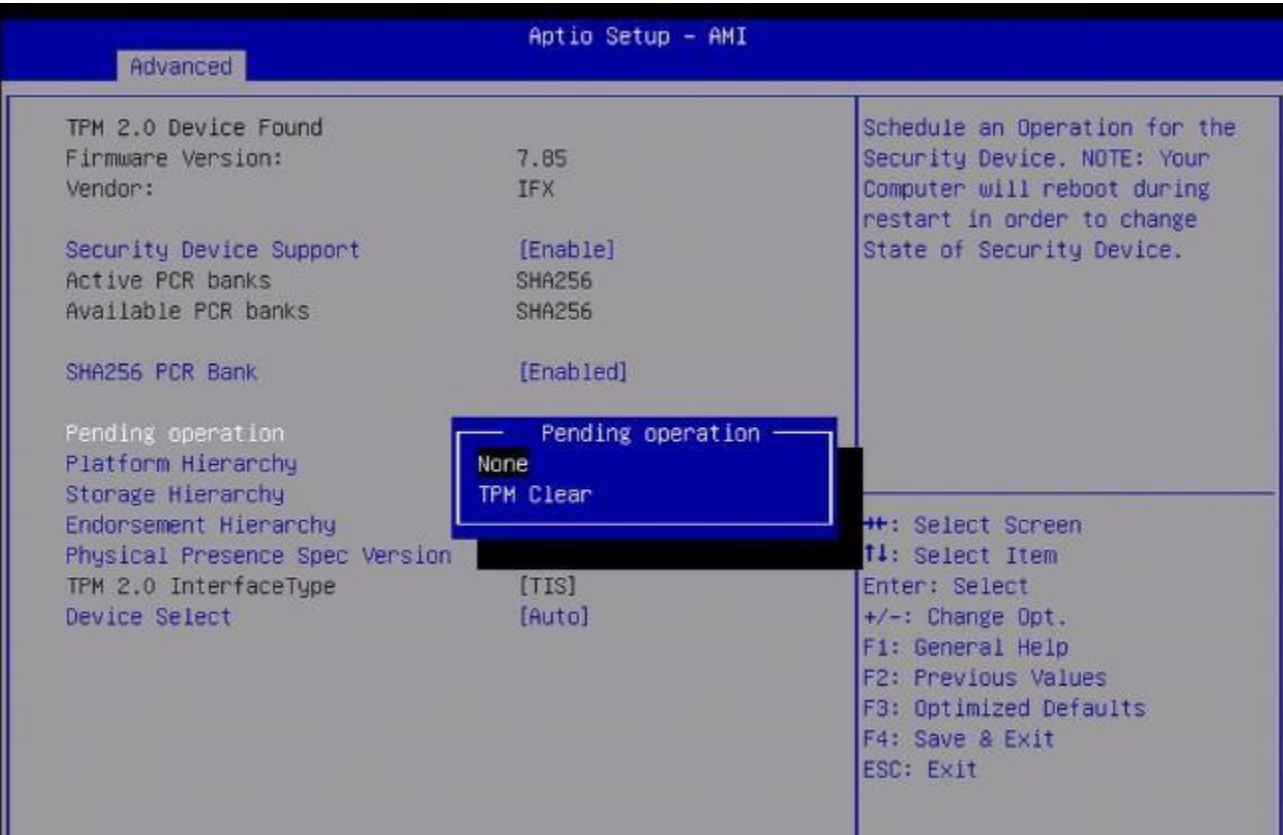 Aptio Setup – AMI
Advanced
TPM 2.0 Device Found
Firmware Version: 7.85
Vendor: IFX
Security Device Support [Enable]
Active PCR banks SHA256
Available PCR banks SHA256
SHA256 PCR Bank [Enabled]
Pending operation
Platform Hierarchy
Storage Hierarchy
Endorsement Hierarchy
Physical Presence Spec Version
TPM 2.0 InterfaceType [TIS]
Device Select [Auto]
Pending operation
None
TPM Clear
Schedule an Operation for the
Security Device. NOTE: Your
Computer will reboot during
restart in order to change
State of Security Device.
→←: Select Screen
↑↓: Select Item
Enter: Select
+/-: Change Opt.
F1: General Help
F2: Previous Values
F3: Optimized Defaults
F4: Save & Exit
ESC: Exit